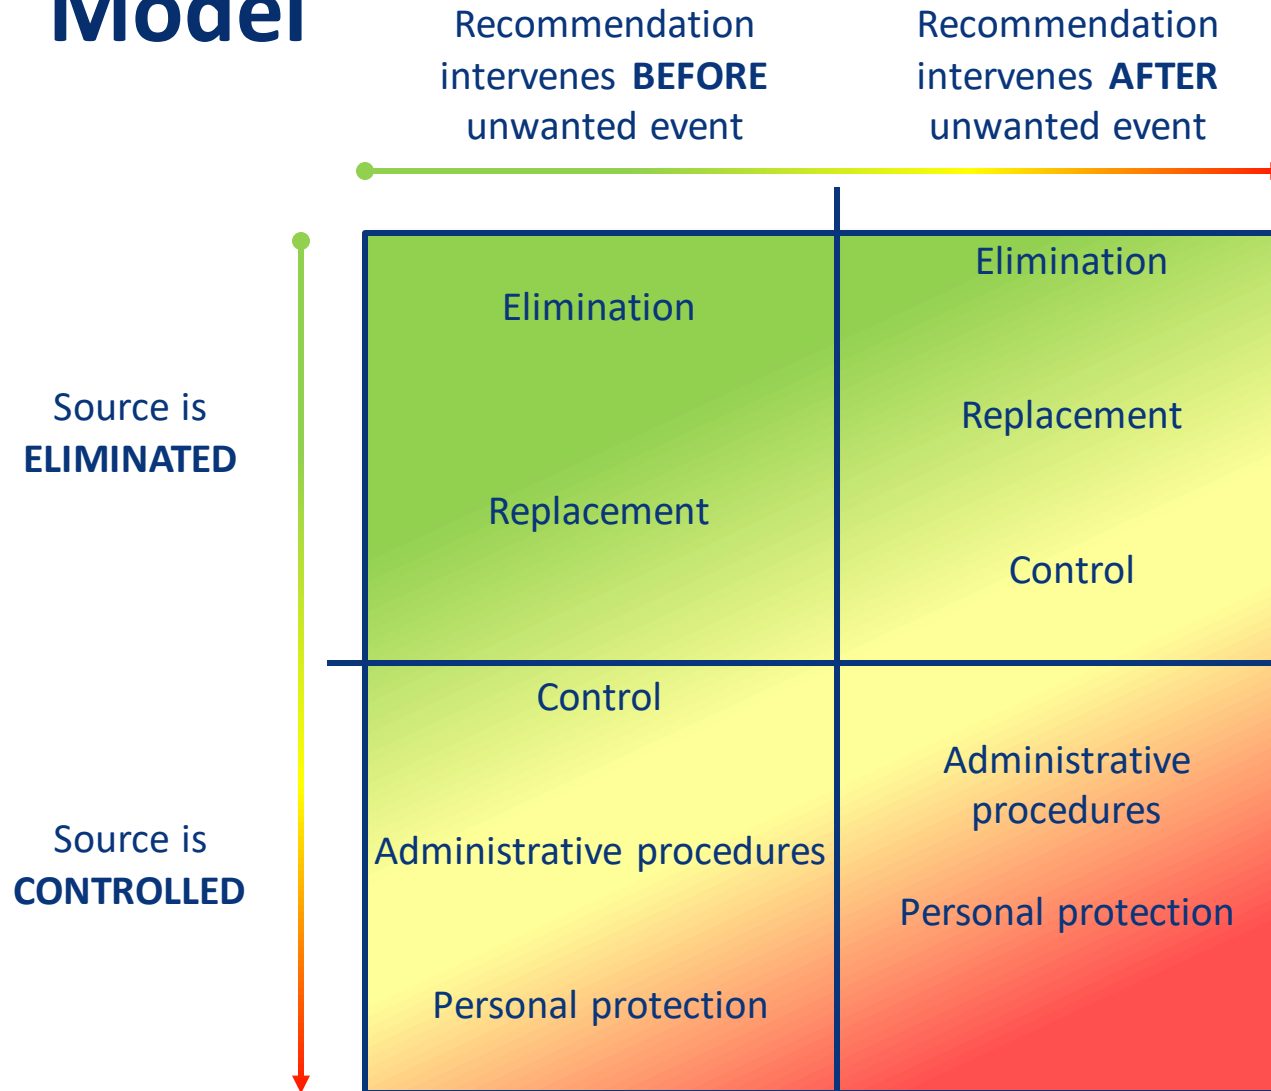 Model
Recommendation
intervenes BEFORE
unwanted event
Recommendation
intervenes AFTER
unwanted event
Source is
ELIMINATED
Source is
CONTROLLED
Elimination
Replacement
Control
Administrative procedures
Personal protection
Elimination
Replacement
Control
Administrative
procedures
Personal protection